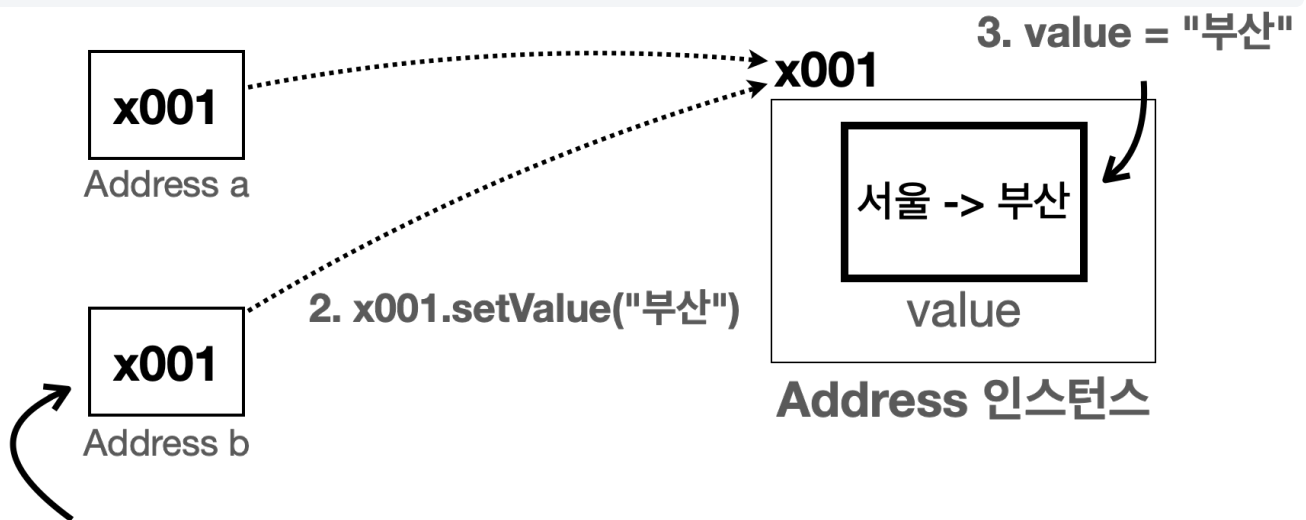 3. value = "부산"
x001
x001
Address a
서울 -> 부산
2. x001.setValue("부산")
value
x001
Address 인스턴스
Address b